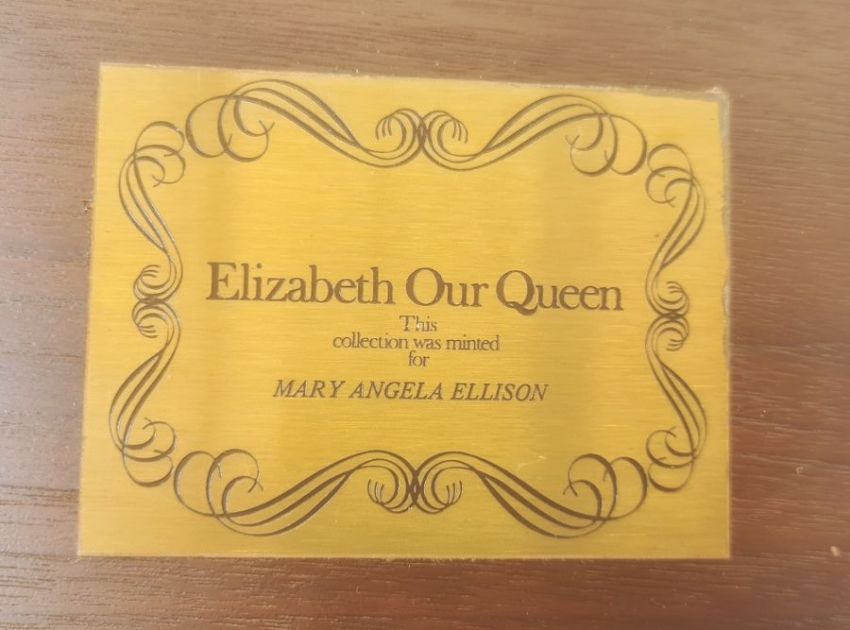 Elizabeth Our Queen
This
collection was minted
for
MARY ANGELA ELLISON